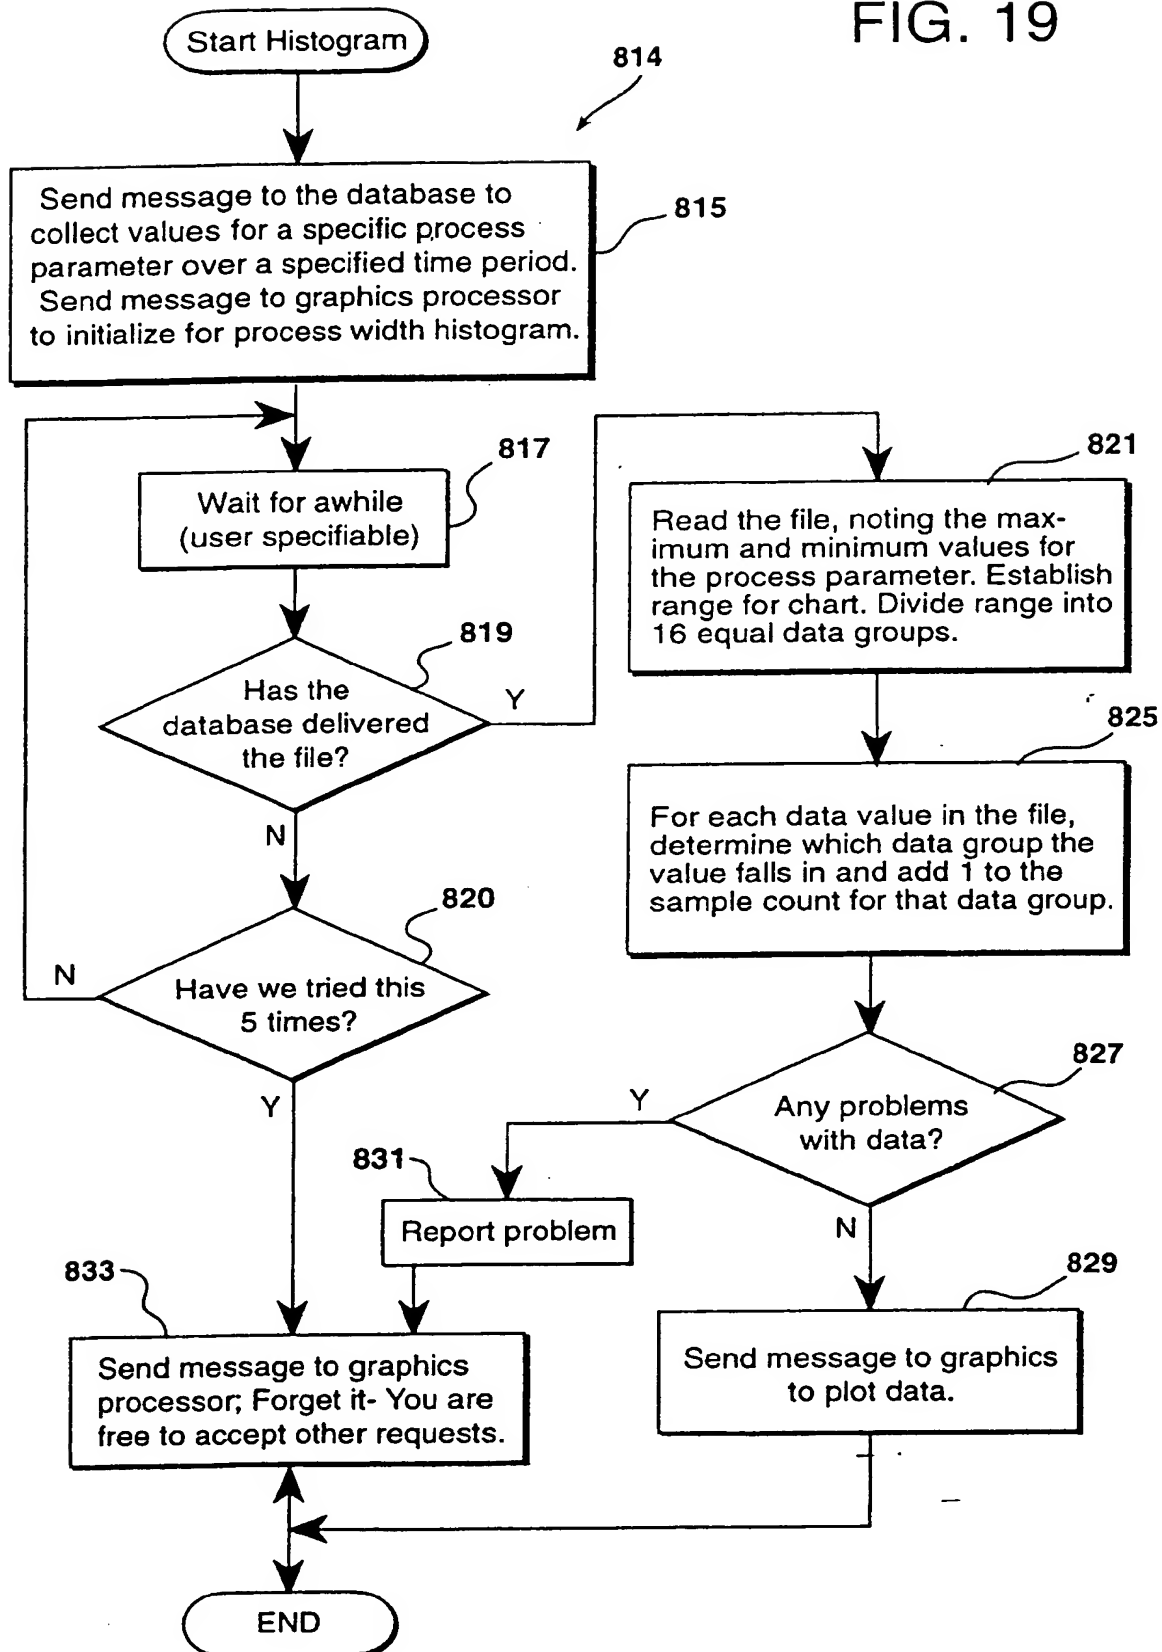 FIG. 19
Start Histogram
814
Send message to the database to
collect values for a specific process
parameter over a specified time period.
Send message to graphics processor
to initialize for process width histogram.
815
817
Wait for awhile
(user specifiable)
819
Has the
database delivered
the file?
Y
N
820
Have we tried this
5 times?
N
Y
821
Read the file, noting the max-
imum and minimum values for
the process parameter. Establish
range for chart. Divide range into
16 equal data groups.
825
For each data value in the file,
determine which data group the
value falls in and add 1 to the
sample count for that data group.
827
Any problems
with data?
Y
N
831
Report problem
833
Send message to graphics
processor; Forget it- You are
free to accept other requests.
829
Send message to graphics
to plot data.
END